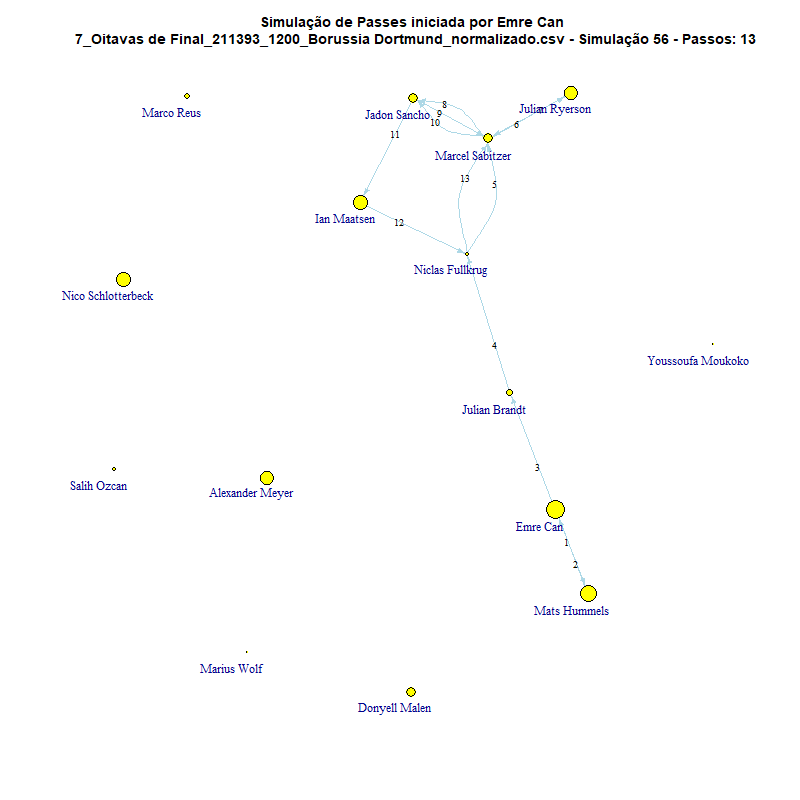 Simulação de Passes iniciada por Emre Can
7_Oitavas de Final_211393_1200_Borussia Dortmund_normalizado.csv - Simulação 56 - Passos: 13
Marco Reus
Jadon Sancho
8
9
10
Julian Ryerson
7
6
11
Marcel Sabitzer
13
5
Ian Maatsen
12
Niclas Fullkrug
Nico Schlotterbeck
4
Youssoufa Moukoko
Julian Brandt
3
Salih Ozcan
Alexander Meyer
Emre Can
1
2
Mats Hummels
Marius Wolf
Donyell Malen